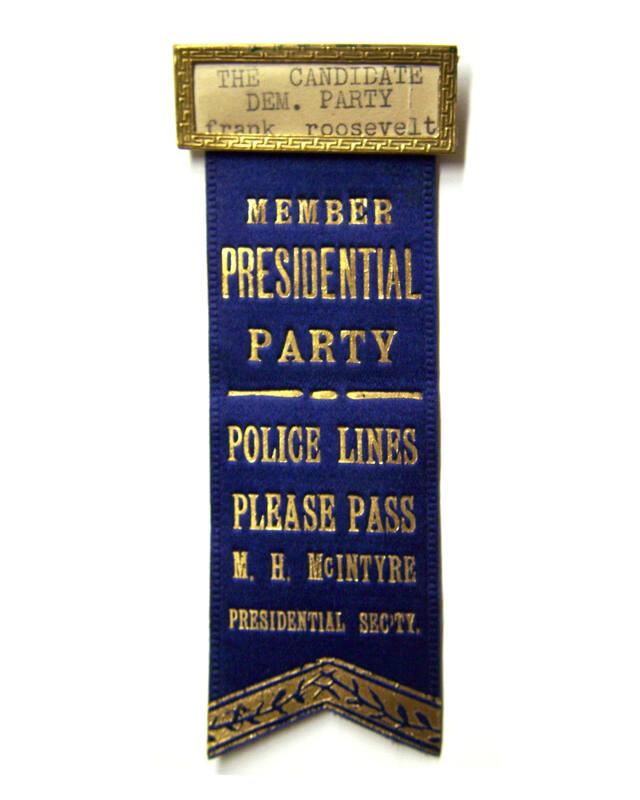 THE CANDIDATE
DEM. PARTY
frank roosevelt
MEMBER
PRESIDENTIAL
PARTY
POLICE LINES
PLEASE PASS
M. H. McINTYRE
PRESIDENTIAL SEC'TY.